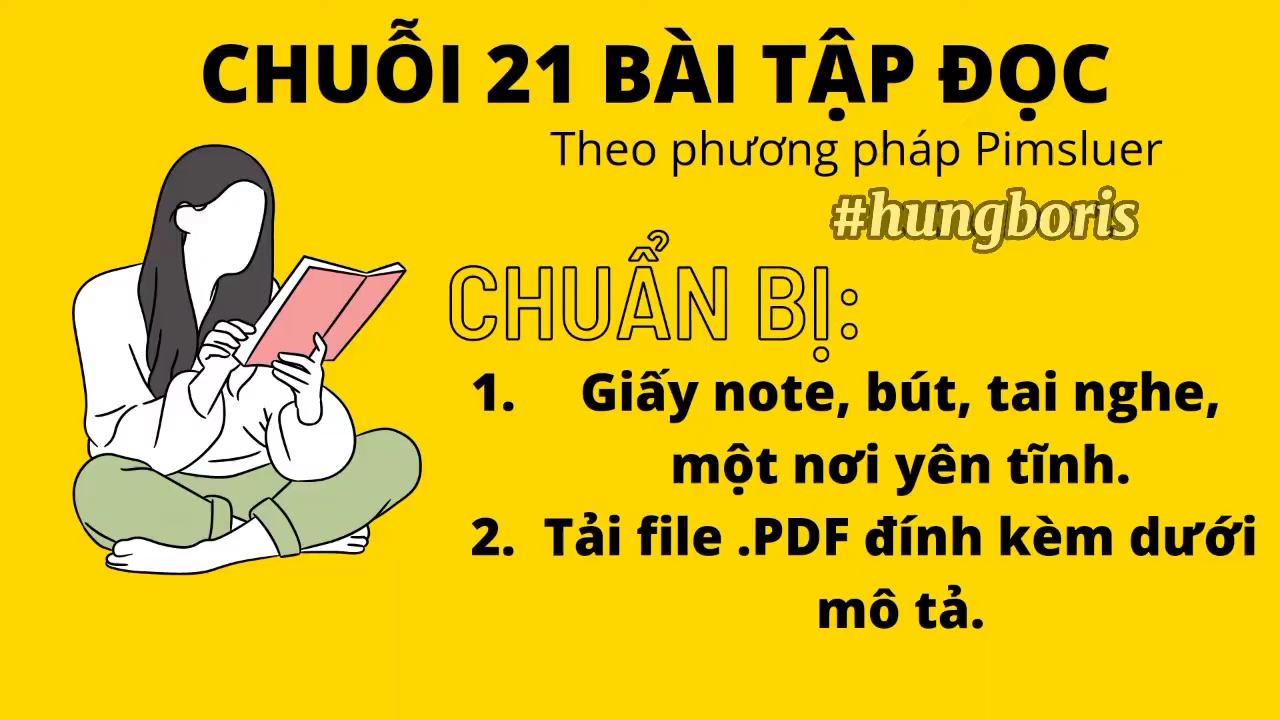 CHUỖI 21 BÀI TẬP ĐỌC
Theo phương pháp Pimsluer
#hungboris
CHUẨN BỊ:
1. Giấy note, bút, tai nghe,
một nơi yên tĩnh.
2. Tải file .PDF đính kèm dưới
mô tả.